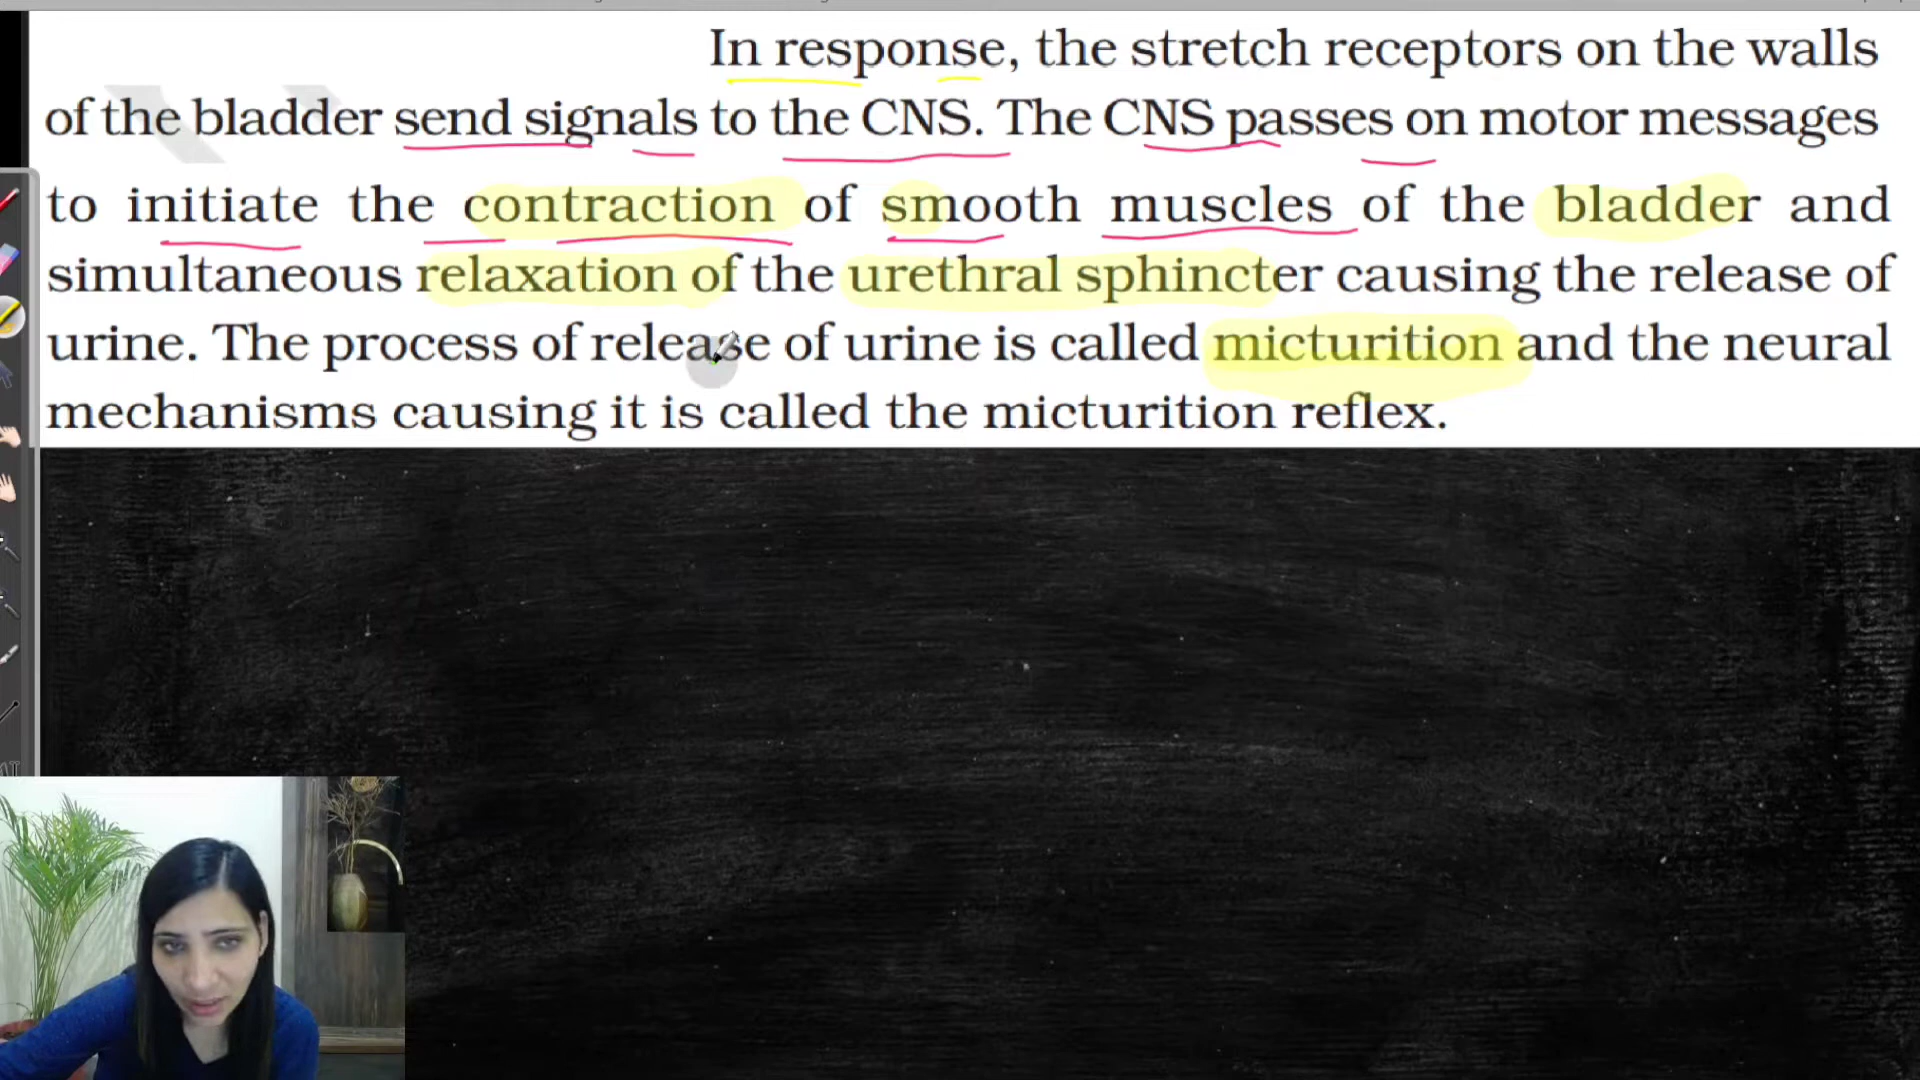 In response, the stretch receptors on the walls
of the bladder send signals to the CNS. The CNS passes on motor messages
to initiate the contraction of smooth muscles of the bladder and
simultaneous relaxation of the urethral sphincter causing the release of
urine. The process of release of urine is called micturition and the neural
mechanisms causing it is called the micturition reflex.